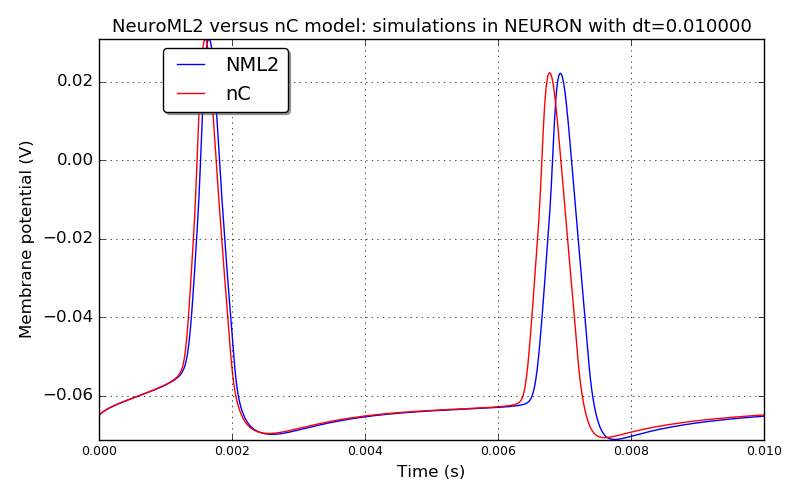 NeuroML2 versus nC model: simulations in NEURON with dt=0.010000
NML2
nC
0.02
0.00
−0.02
−0.04
−0.06
Membrane potential (V)
0.000 0.002 0.004 0.006 0.008 0.010
Time (s)